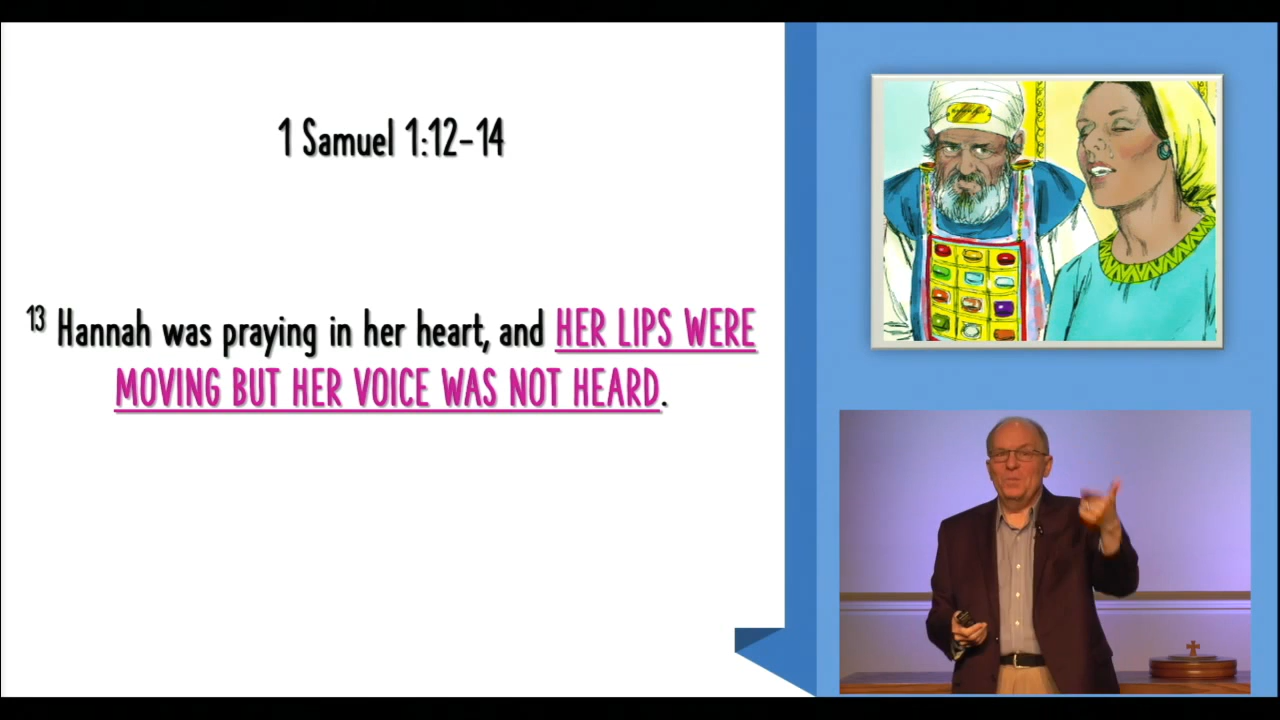 1 Samuel 1:12-14
13 Hannah was praying in her heart, and HER LIPS WERE
MOVING BUT HER VOICE WAS NOT HEARD.